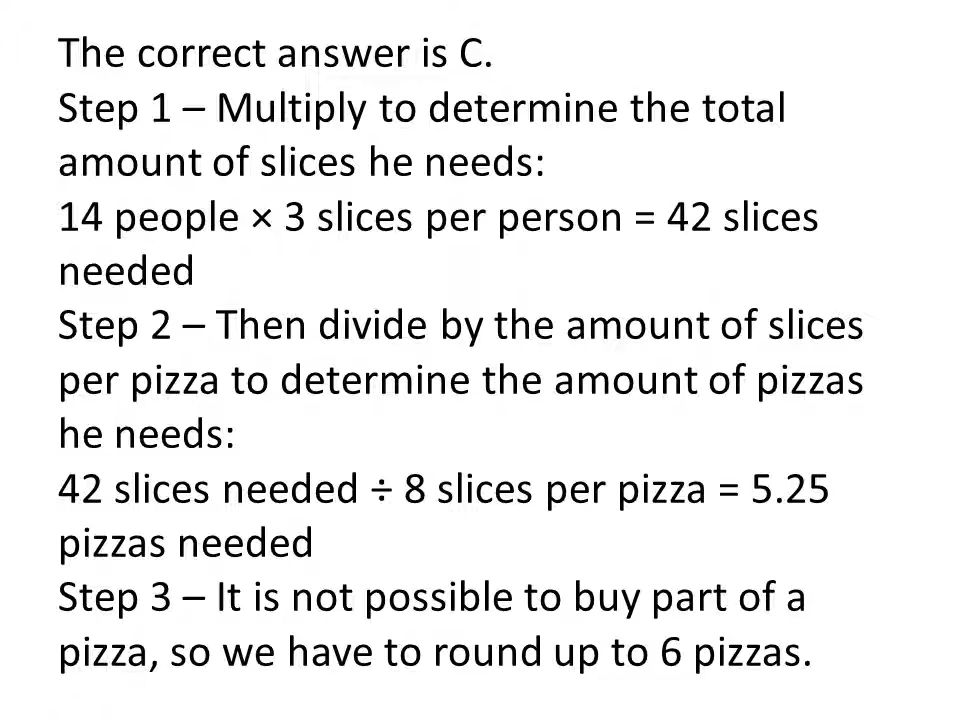 The correct answer is C.
Step 1 – Multiply to determine the total
amount of slices he needs:
14 people × 3 slices per person = 42 slices
needed
Step 2 – Then divide by the amount of slices
per pizza to determine the amount of pizzas
he needs:
42 slices needed ÷ 8 slices per pizza = 5.25
pizzas needed
Step 3 – It is not possible to buy part of a
pizza, so we have to round up to 6 pizzas.